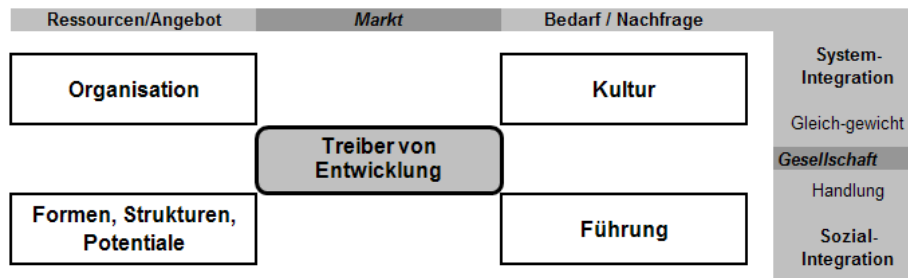 Ressourcen/Angebot
Markt
Bedarf / Nachfrage
Organisation
Kultur
System-
Integration
Gleich-gewicht
Treiber von
Entwicklung
Gesellschaft
Handlung
Formen, Strukturen,
Potentiale
Führung
Sozial-
Integration